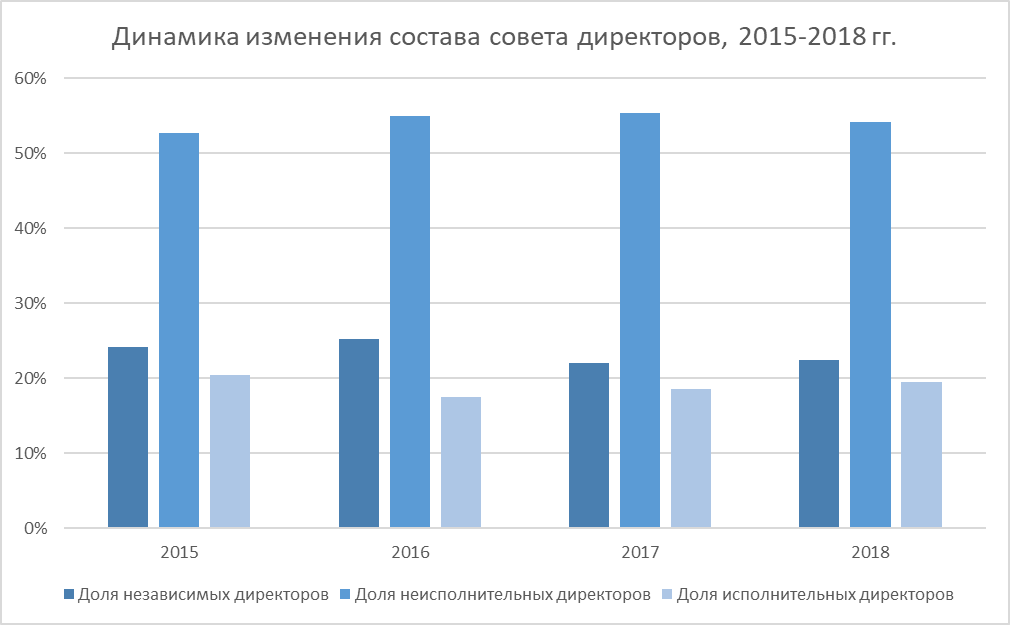 Динамика изменения состава совета директоров, 2015-2018 гг.
60%
50%
40%
30%
20%
10%
0%
2015 2016 2017 2018
Доля независимых директоров Доля неисполнительных директоров Доля исполнительных директоров